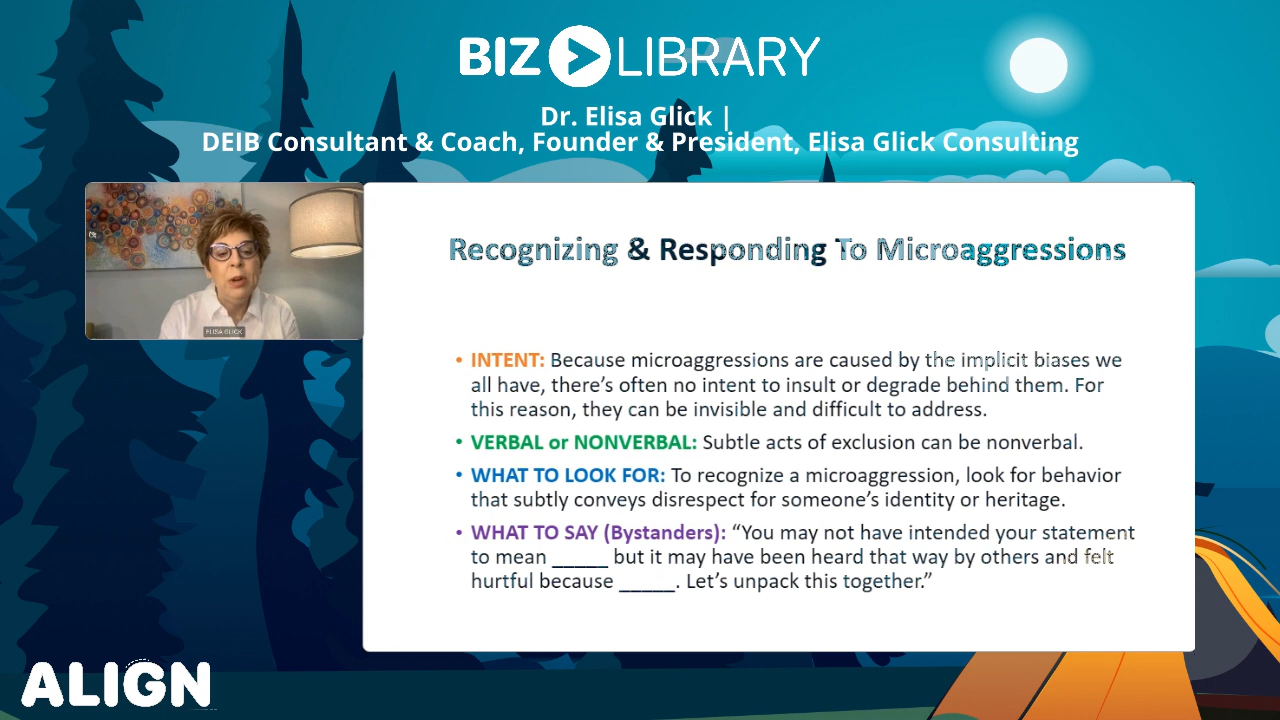 BIZ LIBRARY
Dr. Elisa Glick |
DEIB Consultant & Coach, Founder & President, Elisa Glick Consulting
ELISA GLICK
Recognizing & Responding To Microaggressions
• INTENT: Because microaggressions are caused by the implicit biases we
all have, there’s often no intent to insult or degrade behind them. For
this reason, they can be invisible and difficult to address.
• VERBAL or NONVERBAL: Subtle acts of exclusion can be nonverbal.
• WHAT TO LOOK FOR: To recognize a microaggression, look for behavior
that subtly conveys disrespect for someone’s identity or heritage.
• WHAT TO SAY (Bystanders): “You may not have intended your statement
to mean _____ but it may have been heard that way by others and felt
hurtful because _____. Let’s unpack this together.”
ALIGN